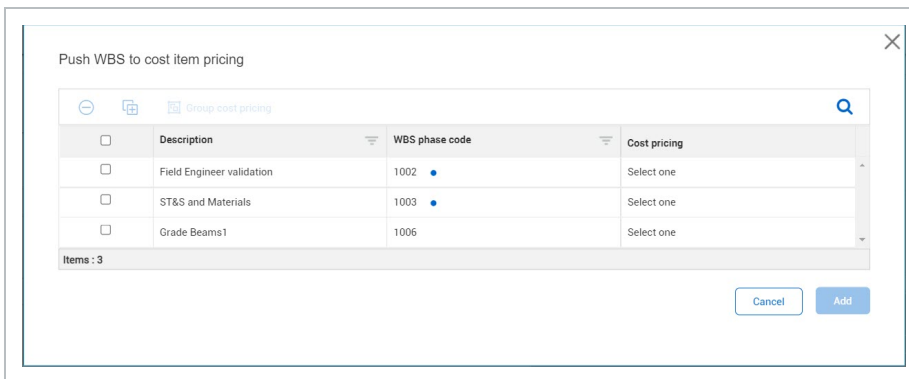 Push WBS to cost item pricing
Group cost pricing
Description WBS phase code Cost pricing
Field Engineer validation 1002 Select one
ST&S and Materials 1003 Select one
Grade Beams1 1006 Select one
Items : 3
Cancel Add